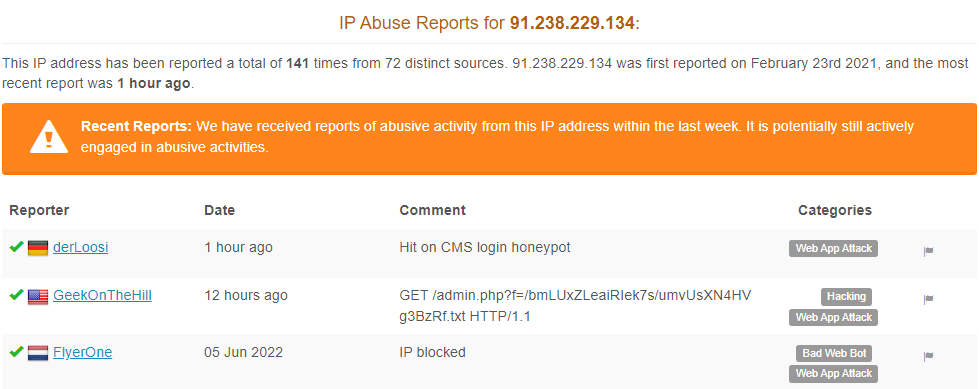 IP Abuse Reports for 91.238.229.134:
This IP address has been reported a total of 141 times from 72 distinct sources. 91.238.229.134 was first reported on February 23rd 2021, and the most
recent report was 1 hour ago.
Recent Reports: We have received reports of abusive activity from this IP address within the last week. It is potentially still actively
engaged in abusive activities.
Reporter Date Comment Categories
derLoosi 1 hour ago Hit on CMS login honeypot Web App Attack
GeekOnTheHill 12 hours ago GET /admin.php?f=/bmLUxZLeaiRIek7s/umvUsXN4HV Hacking
g3BzRf.txt HTTP/1.1 Web App Attack
FlyerOne 05 Jun 2022 IP blocked Bad Web Bot
Web App Attack